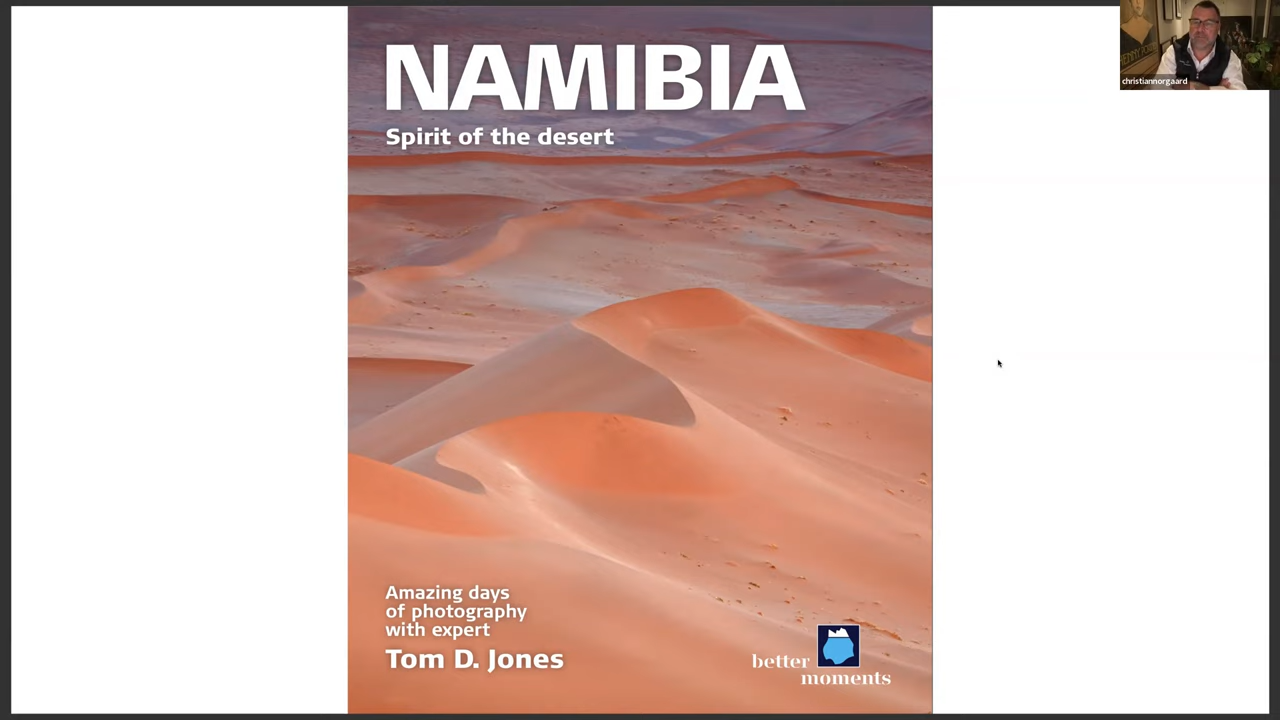 NAMIBIA
Spirit of the desert
Amazing days
of photography
with expert
Tom D. Jones
better
moments
christiannorgaard